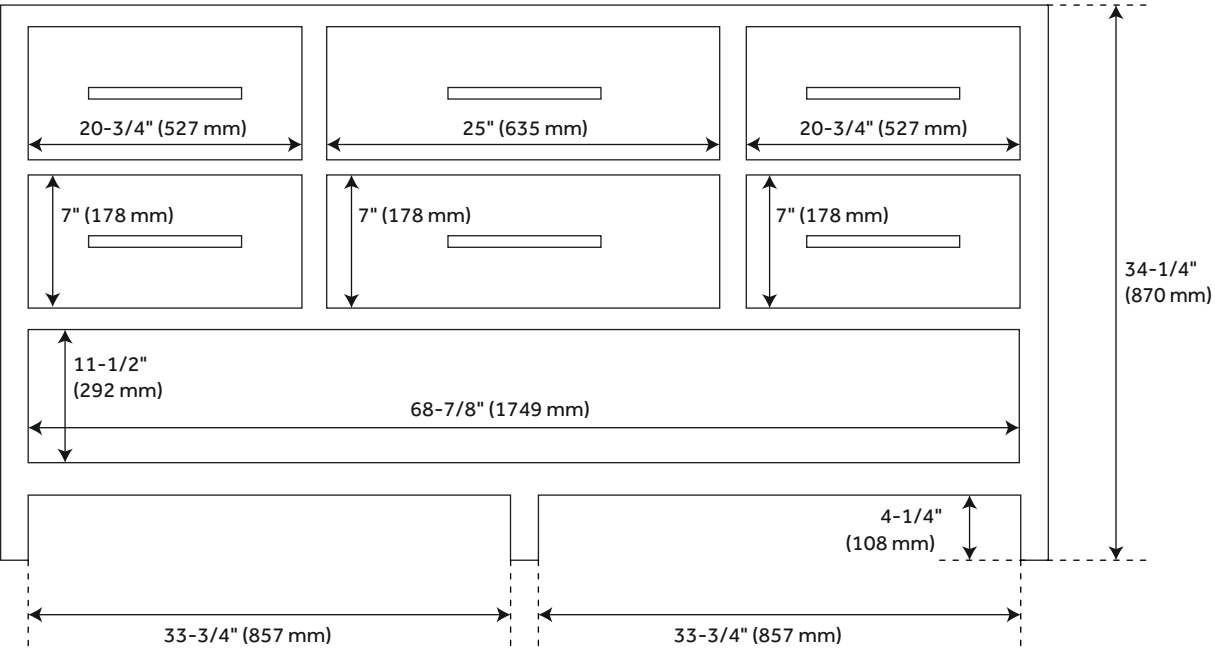 20-3/4" (527 mm)
25" (635 mm)
20-3/4" (527 mm)
7" (178 mm)
7" (178 mm)
7" (178 mm)
34-1/4"
(870 mm)
11-1/2"
(292 mm)
68-7/8" (1749 mm)
4-1/4"
(108 mm)
33-3/4" (857 mm)
33-3/4" (857 mm)